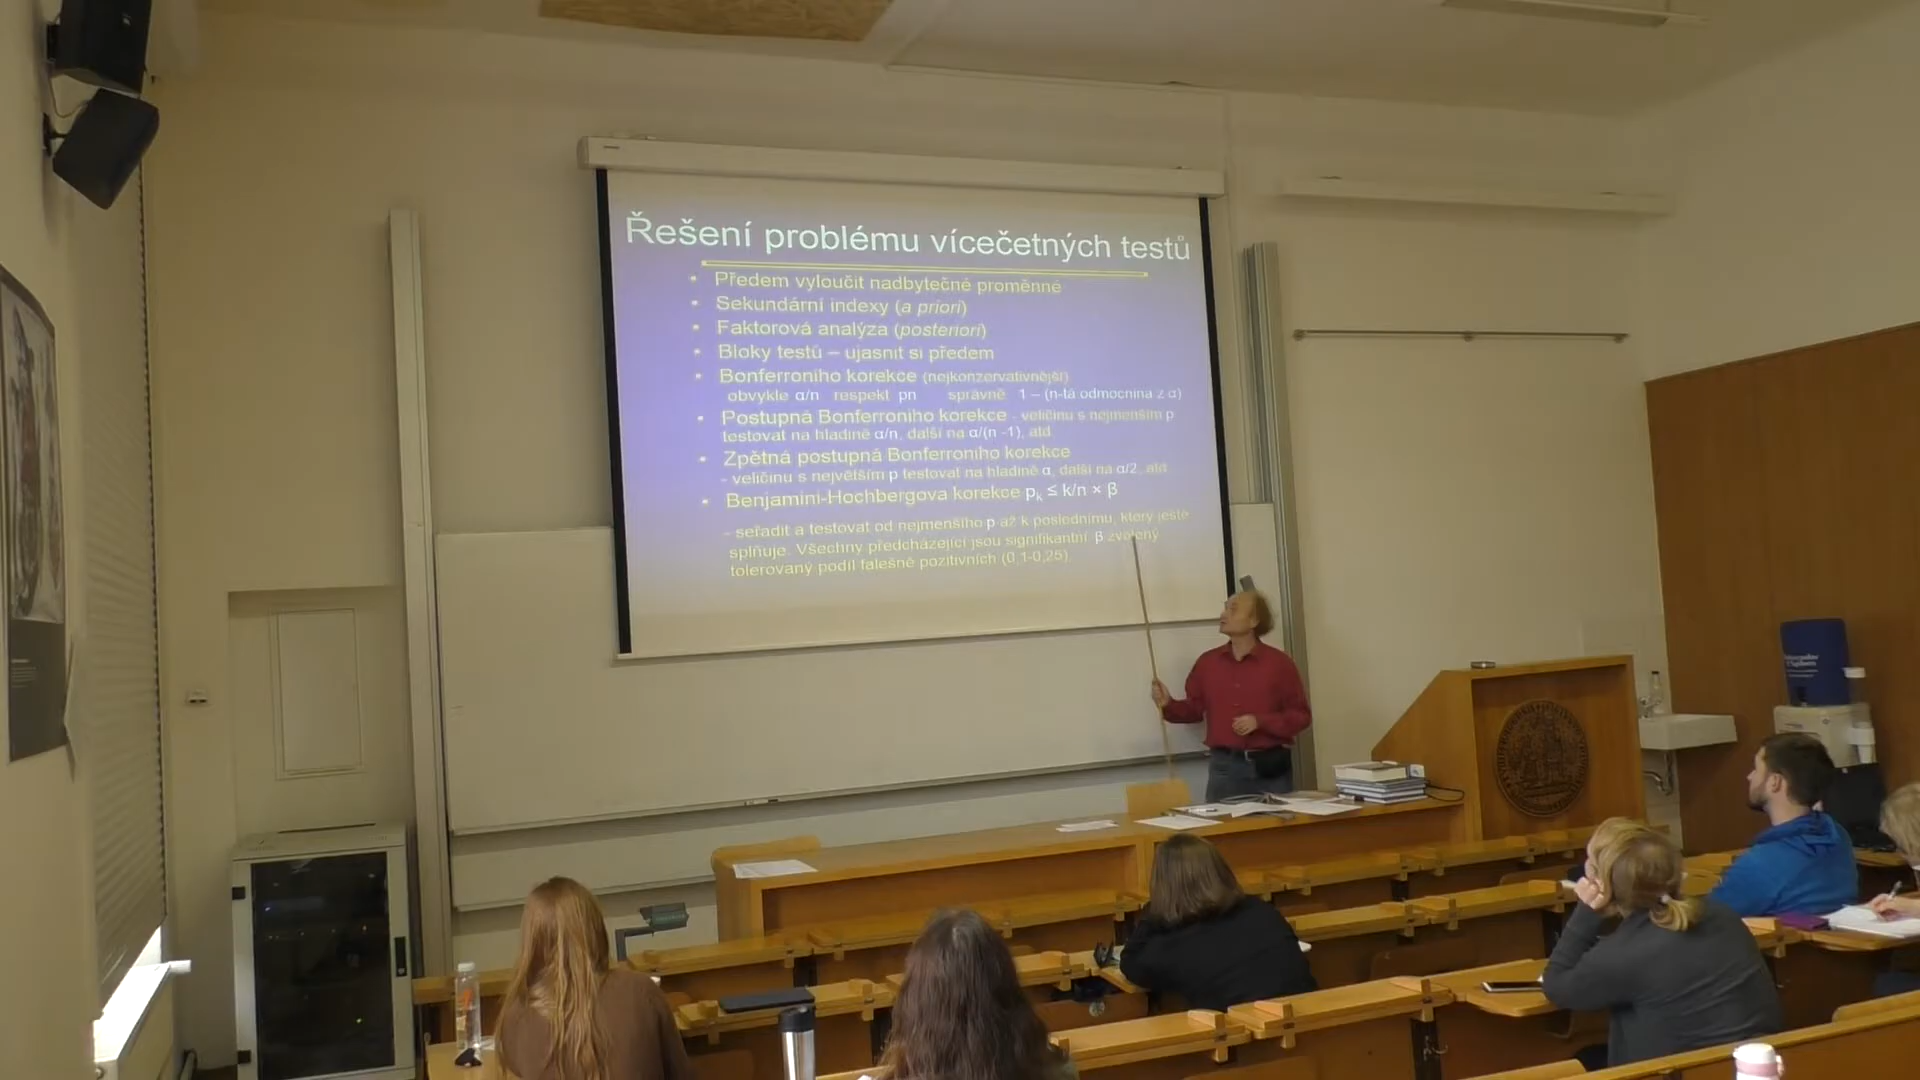 Řešení problému vícečetných testů
• Předem vyloučit nadbytečné proměnné
• Sekundární indexy (a priori)
• Faktorová analýza (posteriori)
• Bloky testů – ujasnit si předem
• Bonferroniho korekce (nejkonzervativnější)
obvykle α/n respekt pn správně 1 – (n-tá odmocnina z α)
• Postupná Bonferroniho korekce - veličinu s nejmenším p
testovat na hladině α/n, další na α/(n -1), atd
• Zpětná postupná Bonferroniho korekce
- veličinu s největším p testovat na hladině α, další na α/2, atd
• Benjamini-Hochbergova korekce pk ≤ k/n × β
- seřadit a testovat od nejmenšího p až k poslednímu, který ještě
splňuje. Všechny předcházející jsou signifikantní. β zvolený
tolerovaný podíl falešně pozitivních (0,1-0,25).